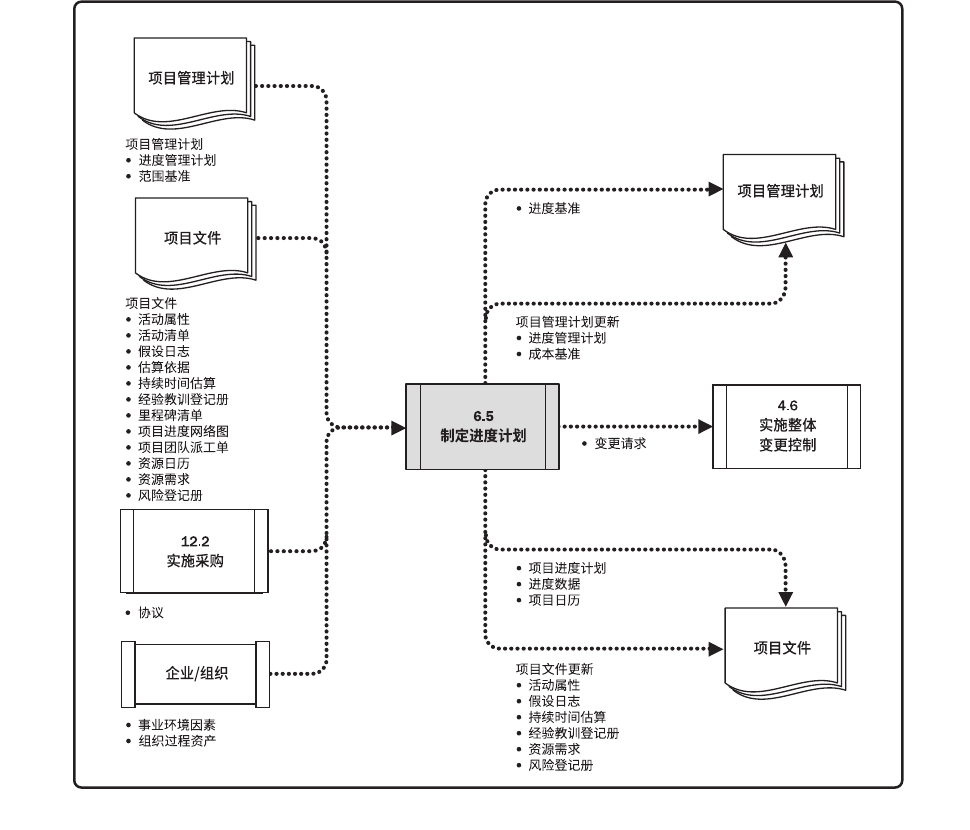 项目管理计划
项目管理计划
• 进度管理计划
• 范围基准
项目文件
项目文件
• 活动属性
• 活动清单
• 假设日志
• 估算依据
• 持续时间估算
• 经验教训登记册
• 里程碑清单
• 项目进度网络图
• 项目团队派工单
• 资源日历
• 资源需求
• 风险登记册
12.2
实施采购
• 协议
企业/组织
• 事业环境因素
• 组织过程资产
6.5
制定进度计划
• 进度基准
项目管理计划
项目管理计划更新
• 进度管理计划
• 成本基准
• 变更请求
4.6
实施整体
变更控制
• 项目进度计划
• 进度数据
• 项目日历
项目文件
项目文件更新
• 活动属性
• 假设日志
• 持续时间估算
• 经验教训登记册
• 资源需求
• 风险登记册